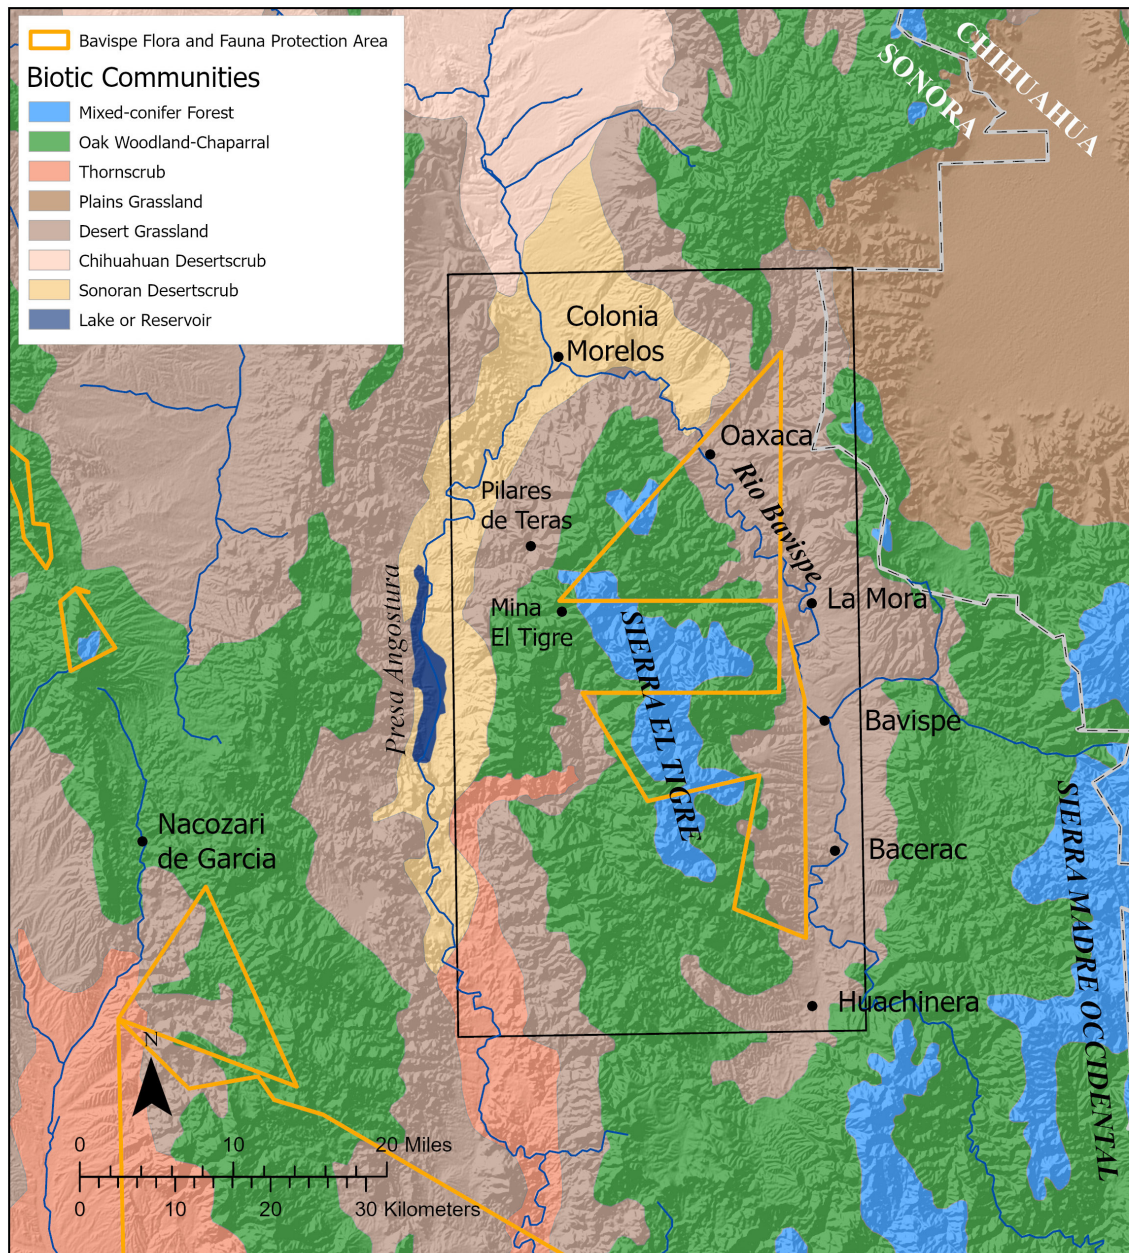 Bavispe Flora and Fauna Protection Area
Biotic Communities
Mixed-conifer Forest
Oak Woodland-Chaparral
Thornscrub
Plains Grassland
Desert Grassland
Chihuahuan Desertscrub
Sonoran Desertscrub
Lake or Reservoir
CHIHUAHUA
SONORA
Colonia
Morelos
Oaxaca
Rio Bavispe
Pilares
de Teras
Presa Angostura
Mina
El Tigre
La Mora
SIERRA EL TIGRE
Bavispe
Nacozari
de Garcia
Bacerac
SIERRA MADRE OCCIDENTAL
Huachinera
N
0 10 20 Miles
0 10 20 30 Kilometers